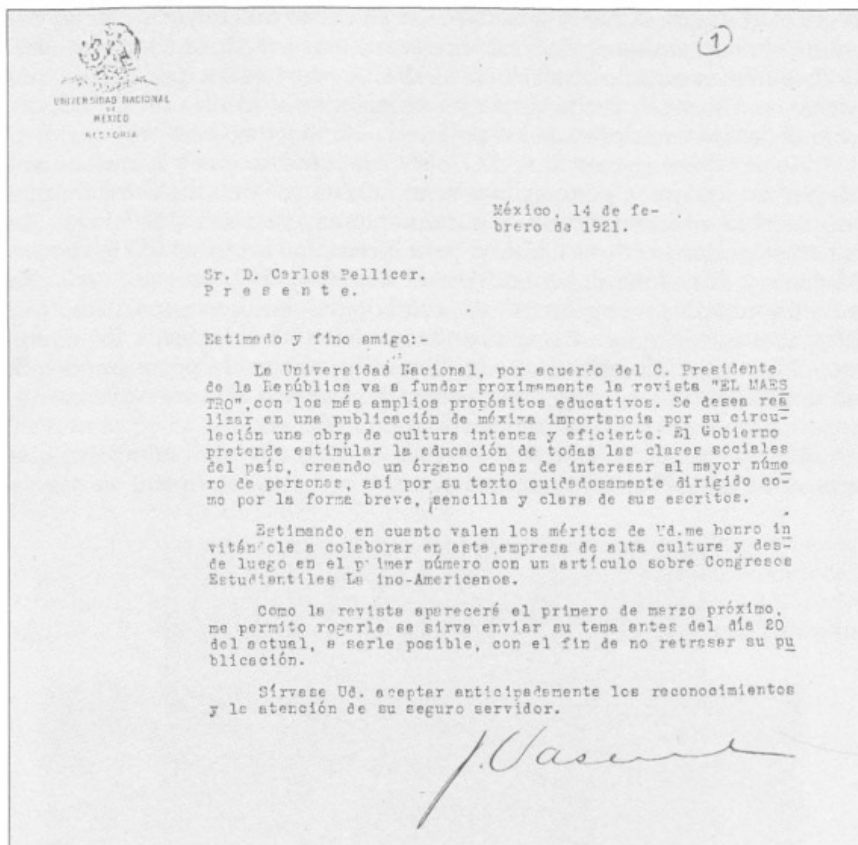 1
UNIVERSIDAD NACIONAL
DE
MEXICO
RECTORIA
México, 14 de fe-
brero de 1921.
Sr. D. Carlos Pellicer.
P r e s e n t e.
Estimado y fino amigo:-
La Universidad Nacional, por acuerdo del C. Presidente
de la República va a fundar proximamente la revista "EL MAES
TRO", con los más amplios propósitos educativos. Se desea rea
lizar en una publicación de máxima importancia por su circu-
lación una obra de cultura intensa y eficiente. El Gobierno
pretende estimular la educación de todas las clases sociales
del país, creando un órgano capaz de interesar al mayor núme
ro de personas, así por su texto cuidadosamente dirigido co-
mo por la forma breve, sencilla y clara de sus escritos.
Estimando en cuanto valen los méritos de Ud. me honro in
vitándole a colaborar en esta empresa de alta cultura y des-
de luego en el primer número con un artículo sobre Congresos
Estudiantiles La ino-Americanos.
Como la revista aparecerá el primero de marzo próximo,
me permito rogarle se sirva enviar su tema antes del día 20
del actual, a serle posible, con el fin de no retrasar su pu
blicación.
Sírvase Ud. aceptar anticipadamente los reconocimientos
y la atención de su seguro servidor.
J. Vasconcel